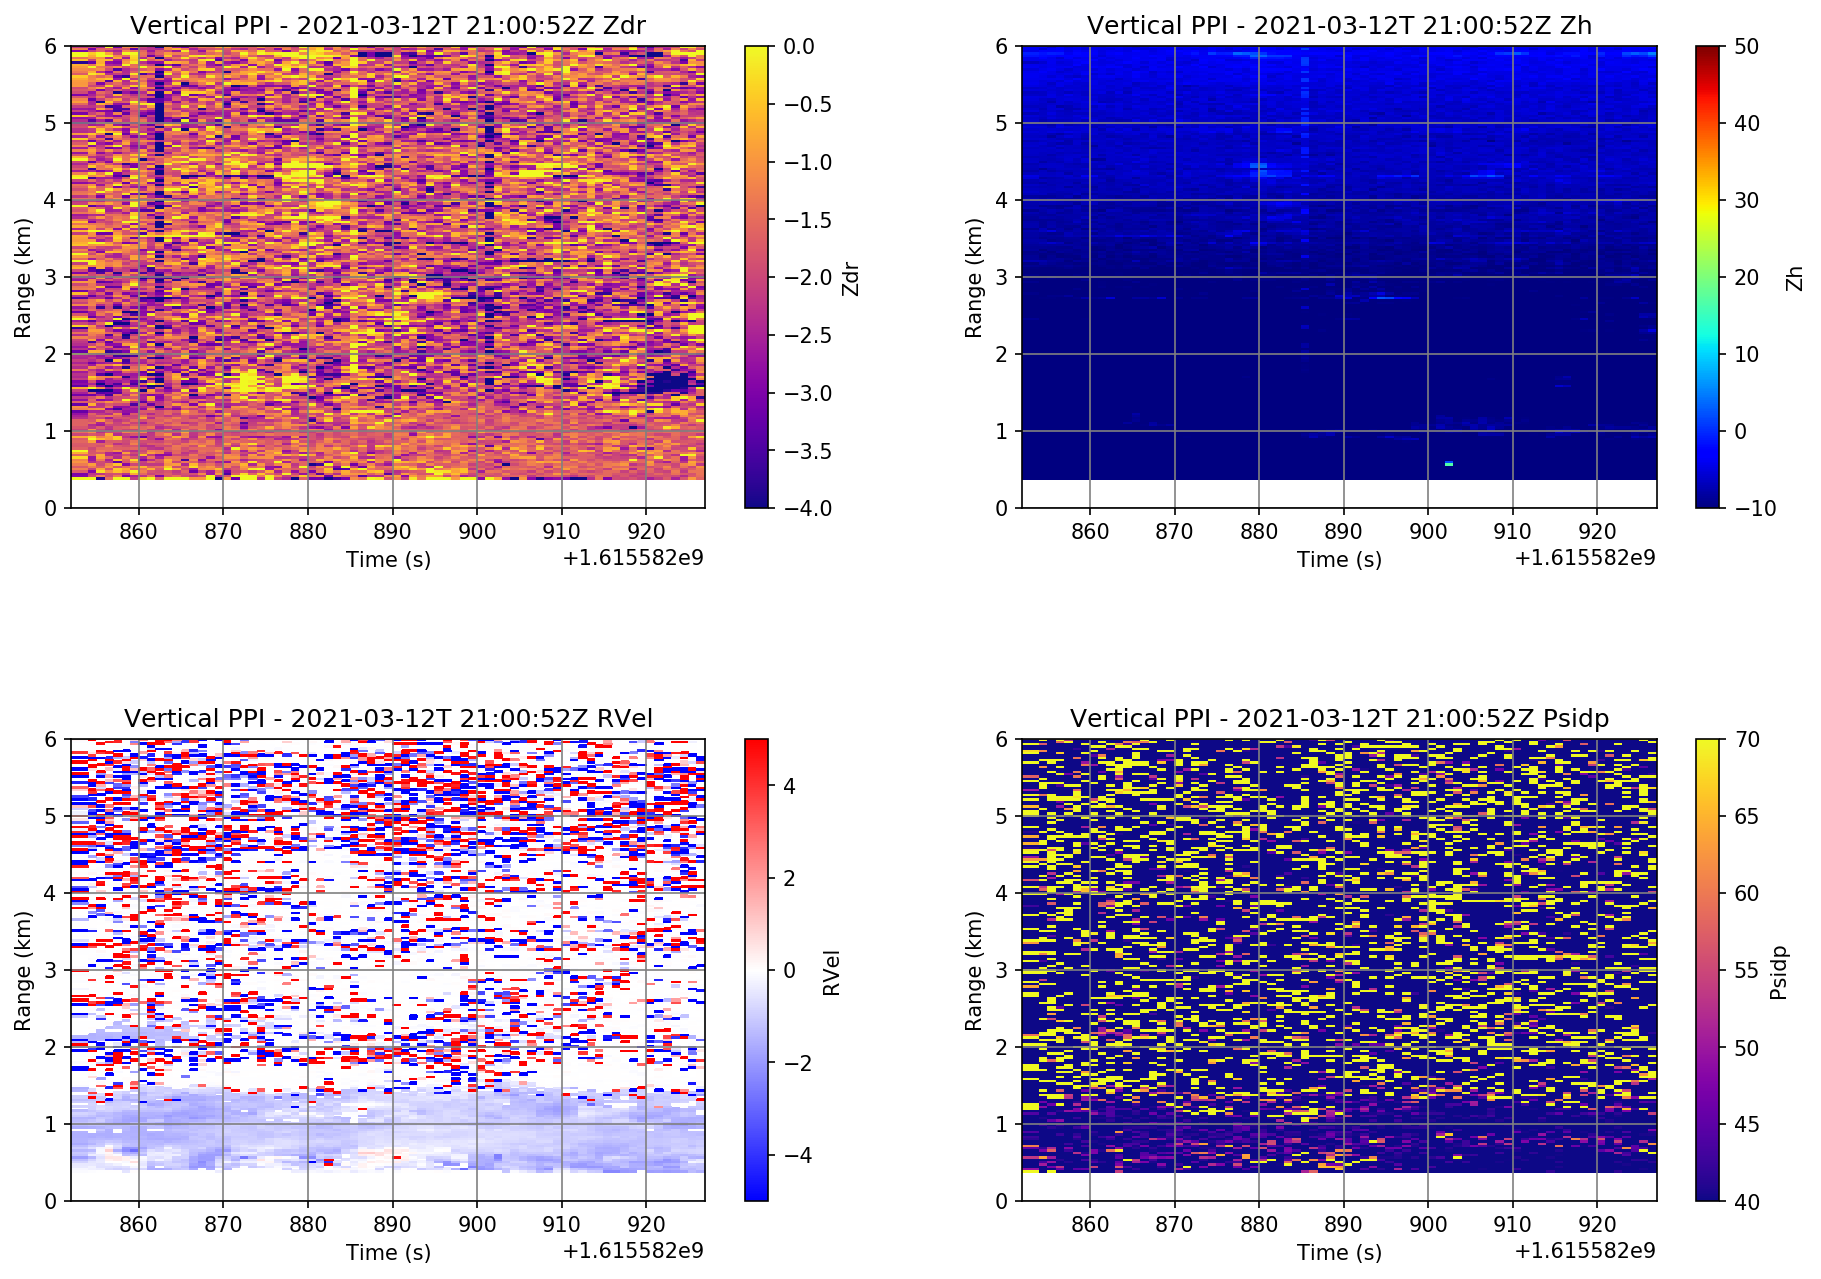 Vertical PPI - 2021-03-12T 21:00:52Z Zdr
6
5
4
3
2
1
0
Range (km)
860 870 880 890 900 910 920
Time (s)
+1.615582e9
0.0
−0.5
−1.0
−1.5
−2.0
−2.5
−3.0
−3.5
−4.0
Zdr
Vertical PPI - 2021-03-12T 21:00:52Z Zh
6
5
4
3
2
1
0
Range (km)
860 870 880 890 900 910 920
Time (s)
+1.615582e9
50
40
30
20
10
0
−10
Zh
Vertical PPI - 2021-03-12T 21:00:52Z RVel
6
5
4
3
2
1
0
Range (km)
860 870 880 890 900 910 920
Time (s)
+1.615582e9
4
2
0
−2
−4
RVel
Vertical PPI - 2021-03-12T 21:00:52Z Psidp
6
5
4
3
2
1
0
Range (km)
860 870 880 890 900 910 920
Time (s)
+1.615582e9
70
65
60
55
50
45
40
Psidp